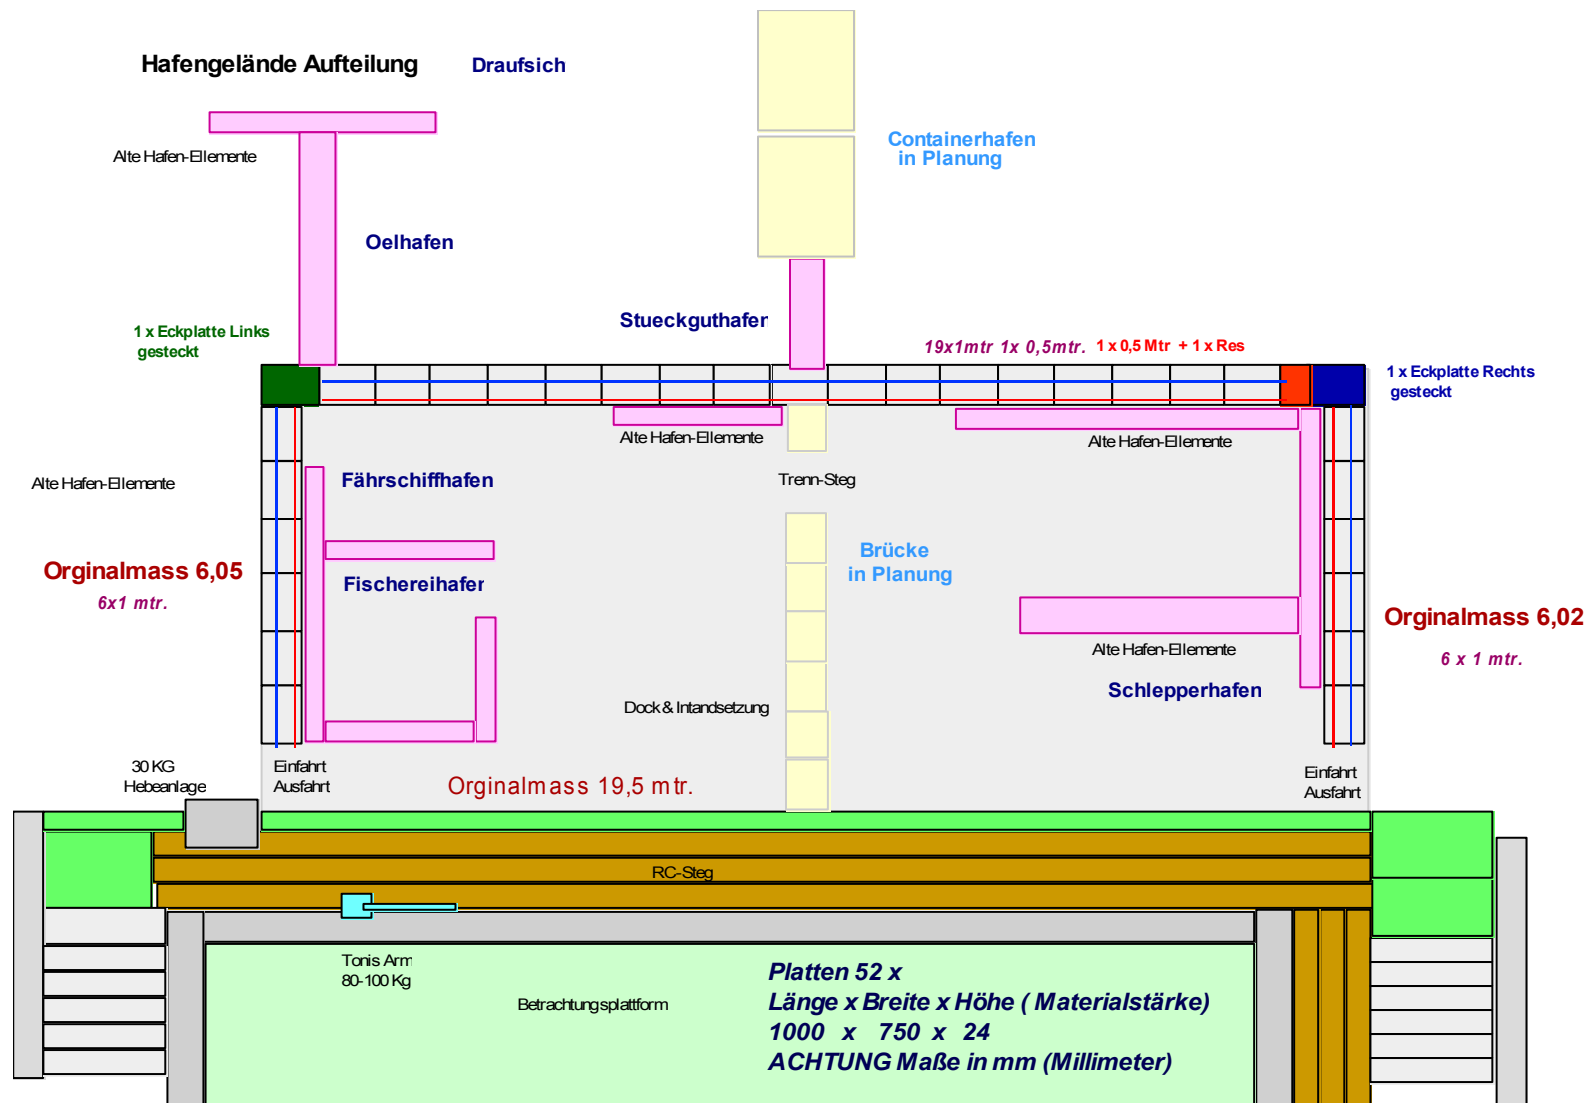 Hafengelände Aufteilung Draufsich
Alte Hafen-Ellemente
Containerhafen
in Planung
Oelhafen
Stueckguthafen
1 x Eckplatte Links
gesteckt
19x1mtr 1x 0,5mtr. 1 x 0,5 Mtr + 1 x Res
1 x Eckplatte Rechts
gesteckt
Alte Hafen-Ellemente
Alte Hafen-Ellemente
Alte Hafen-Ellemente
Fährschiffhafen
Trenn-Steg
Brücke
in Planung
Orginalmass 6,05
6x1 mtr.
Fischereihafen
Orginalmass 6,02
6 x 1 mtr.
Alte Hafen-Ellemente
Schlepperhafen
Dock & Intandsetzung
30 KG
Hebeanlage
Einfahrt
Ausfahrt
Orginalmass 19,5 mtr.
Einfahrt
Ausfahrt
RC-Steg
Tonis Arm
80-100 Kg
Betrachtungsplattform
Platten 52 x
Länge x Breite x Höhe ( Materialstärke)
1000 x 750 x 24
ACHTUNG Maße in mm (Millimeter)